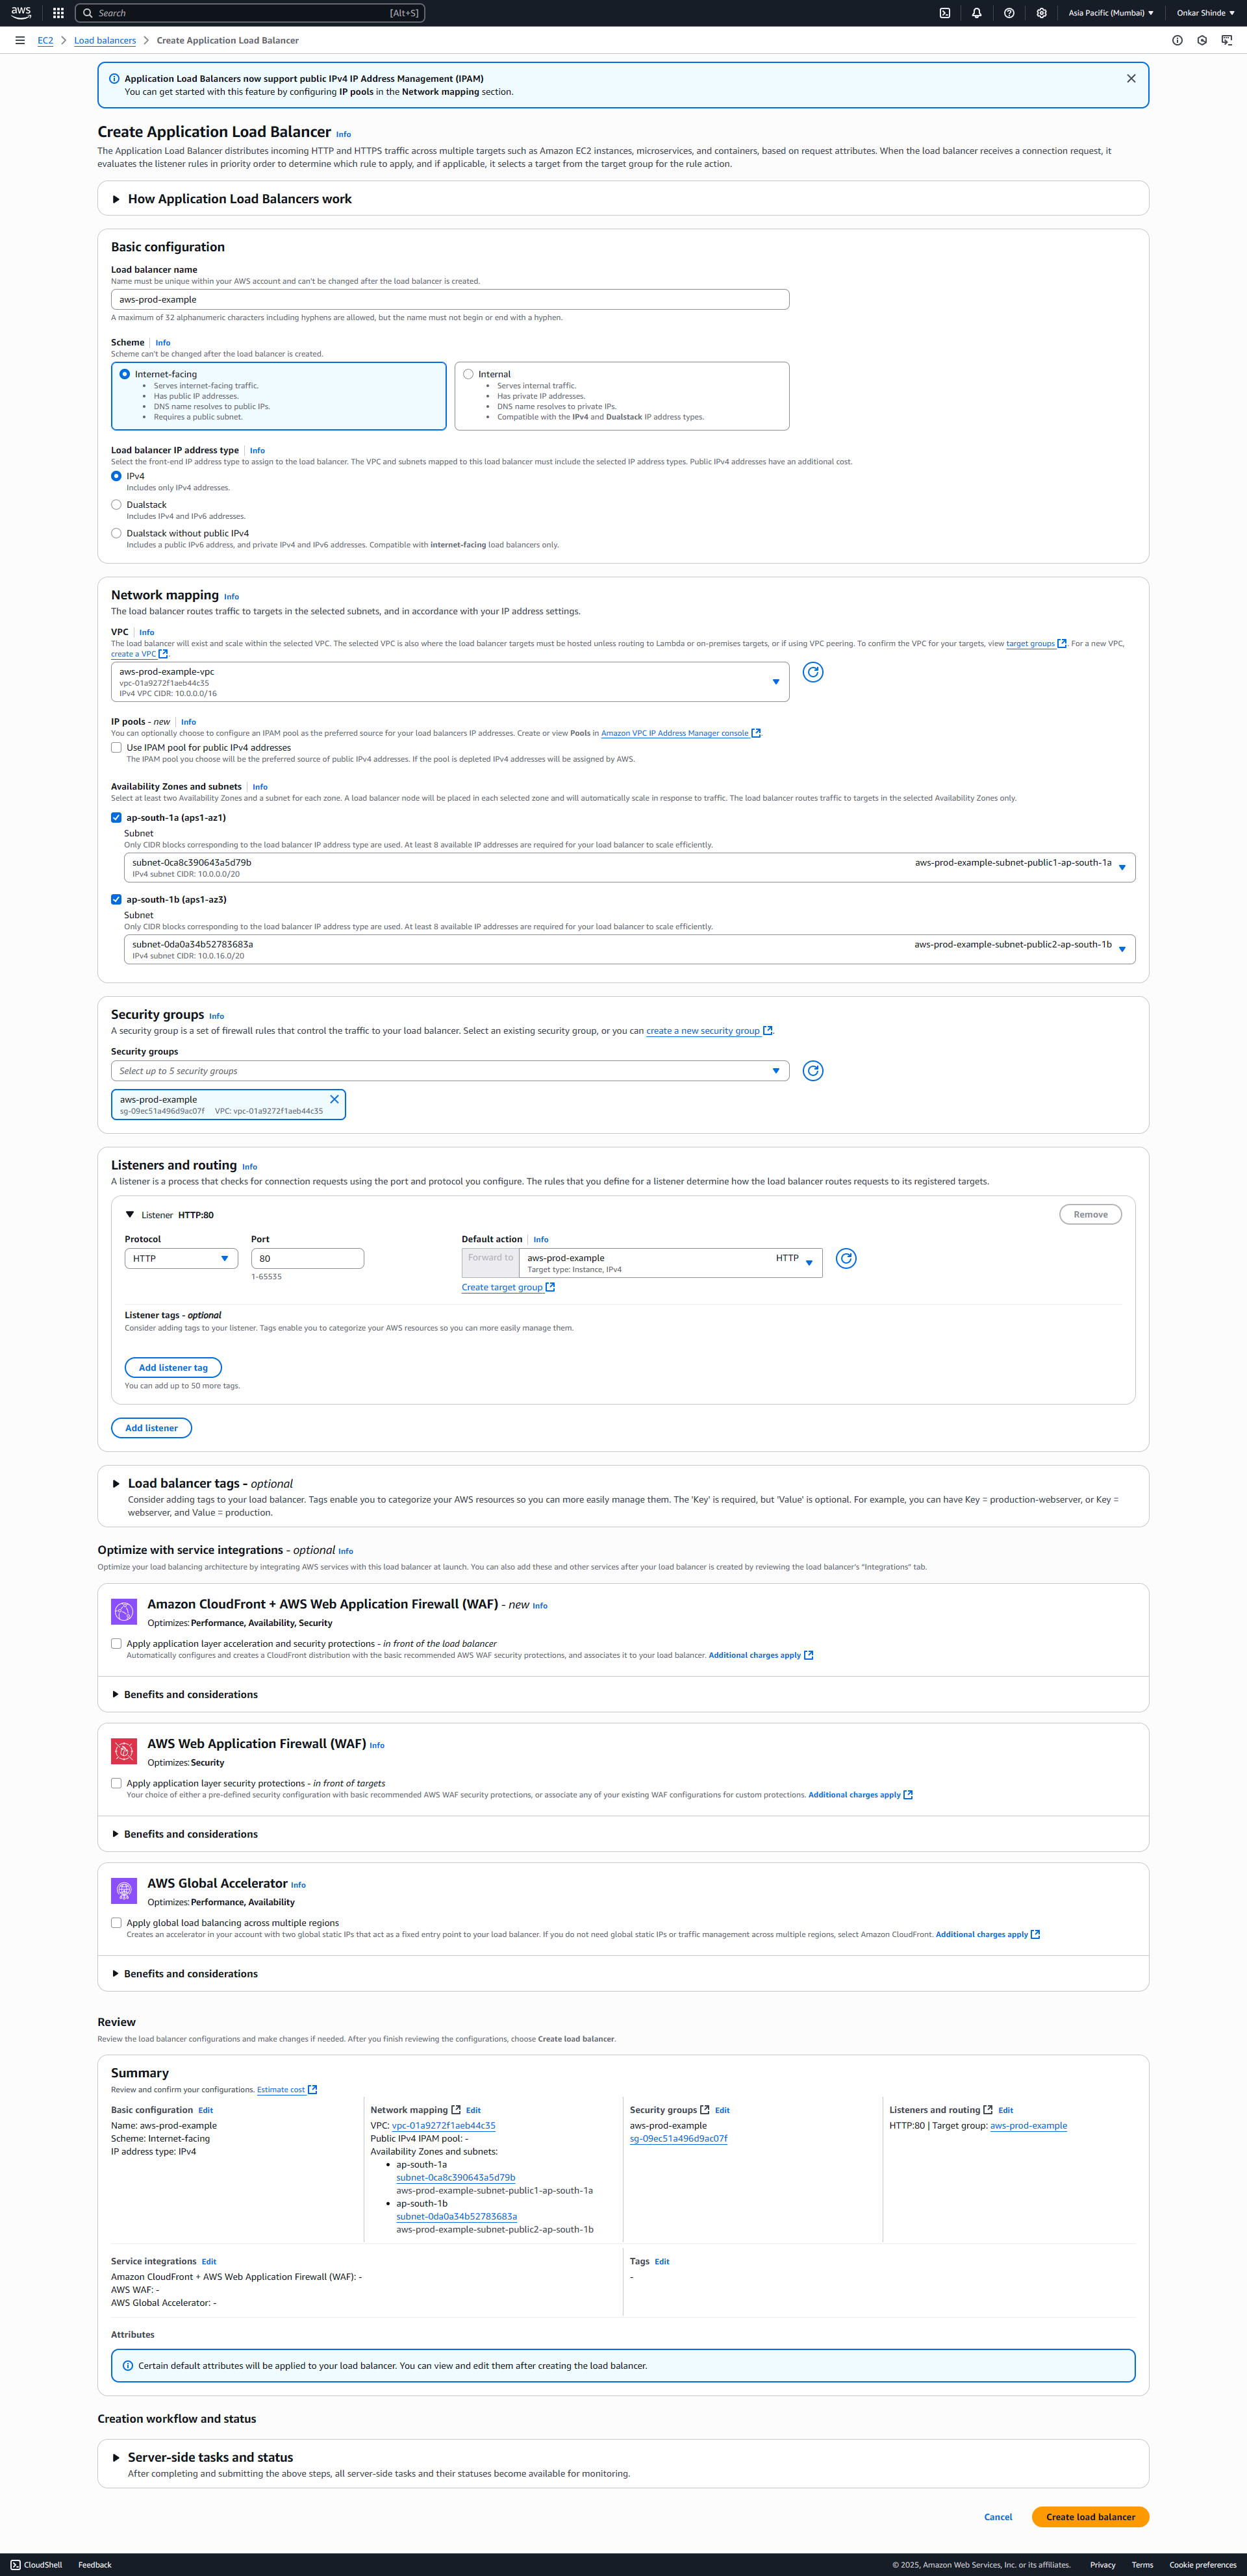 aws
Search [Alt+S]
Asia Pacific (Mumbai)
Onkar Shinde
EC2
Load balancers
Create Application Load Balancer
Application Load Balancers now support public IPv4 IP Address Management (IPAM)
You can get started with this feature by configuring IP pools in the Network mapping section.
Create Application Load Balancer Info
The Application Load Balancer distributes incoming HTTP and HTTPS traffic across multiple targets such as Amazon EC2 instances, microservices, and containers, based on request attributes. When the load balancer receives a connection request, it
evaluates the listener rules in priority order to determine which rule to apply, and if applicable, it selects a target from the target group for the rule action.
How Application Load Balancers work
Basic configuration
Load balancer name
Name must be unique within your AWS account and can't be changed after the load balancer is created.
aws-prod-example
A maximum of 32 alphanumeric characters including hyphens are allowed, but the name must not begin or end with a hyphen.
Scheme Info
Scheme can't be changed after the load balancer is created.
Internet-facing
• Serves internet-facing traffic.
• Has public IP addresses.
• DNS name resolves to public IPs.
• Requires a public subnet.
Internal
• Serves internal traffic.
• Has private IP addresses.
• DNS name resolves to private IPs.
• Compatible with the IPv4 and Dualstack IP address types.
Load balancer IP address type Info
Select the front-end IP address type to assign to the load balancer. The VPC and subnets mapped to this load balancer must include the selected IP address types. Public IPv4 addresses have an additional cost.
IPv4
Includes only IPv4 addresses.
Dualstack
Includes IPv4 and IPv6 addresses.
Dualstack without public IPv4
Includes a public IPv6 address, and private IPv4 and IPv6 addresses. Compatible with internet-facing load balancers only.
Network mapping Info
The load balancer routes traffic to targets in the selected subnets, and in accordance with your IP address settings.
VPC Info
The load balancer will exist and scale within the selected VPC. The selected VPC is also where the load balancer targets must be hosted unless routing to Lambda or on-premises targets, or if using VPC peering. To confirm the VPC for your targets, view target groups. For a new VPC,
create a VPC.
aws-prod-example-vpc
vpc-01a9272f1aeb44c35
IPv4 VPC CIDR: 10.0.0.0/16
IP pools - new Info
You can optionally choose to configure an IPAM pool as the preferred source for your load balancers IP addresses. Create or view Pools in Amazon VPC IP Address Manager console.
Use IPAM pool for public IPv4 addresses
The IPAM pool you choose will be the preferred source of public IPv4 addresses. If the pool is depleted IPv4 addresses will be assigned by AWS.
Availability Zones and subnets Info
Select at least two Availability Zones and a subnet for each zone. A load balancer node will be placed in each selected zone and will automatically scale in response to traffic. The load balancer routes traffic to targets in the selected Availability Zones only.
ap-south-1a (aps1-az1)
Subnet
Only CIDR blocks corresponding to the load balancer IP address type are used. At least 8 available IP addresses are required for your load balancer to scale efficiently.
subnet-0ca8c390643a5d79b aws-prod-example-subnet-public1-ap-south-1a
IPv4 subnet CIDR: 10.0.0.0/20
ap-south-1b (aps1-az3)
Subnet
Only CIDR blocks corresponding to the load balancer IP address type are used. At least 8 available IP addresses are required for your load balancer to scale efficiently.
subnet-0da0a34b52783683a aws-prod-example-subnet-public2-ap-south-1b
IPv4 subnet CIDR: 10.0.16.0/20
Security groups Info
A security group is a set of firewall rules that control the traffic to your load balancer. Select an existing security group, or you can create a new security group.
Security groups
Select up to 5 security groups
aws-prod-example
sg-09ec51a496d9ac07f VPC: vpc-01a9272f1aeb44c35
Listeners and routing Info
A listener is a process that checks for connection requests using the port and protocol you configure. The rules that you define for a listener determine how the load balancer routes requests to its registered targets.
Listener HTTP:80
Remove
Protocol
HTTP
Port
80
1-65535
Default action Info
Forward to
aws-prod-example HTTP
Target type: Instance, IPv4
Create target group
Listener tags - optional
Consider adding tags to your listener. Tags enable you to categorize your AWS resources so you can more easily manage them.
Add listener tag
You can add up to 50 more tags.
Add listener
Load balancer tags - optional
Consider adding tags to your load balancer. Tags enable you to categorize your AWS resources so you can more easily manage them. The 'Key' is required, but 'Value' is optional. For example, you can have Key = production-webserver, or Key =
webserver, and Value = production.
Optimize with service integrations - optional Info
Optimize your load balancing architecture by integrating AWS services with this load balancer at launch. You can also add these and other services after your load balancer is created by reviewing the load balancer's "Integrations" tab.
Amazon CloudFront + AWS Web Application Firewall (WAF) - new Info
Optimizes: Performance, Availability, Security
Apply application layer acceleration and security protections - in front of the load balancer
Automatically configures and creates a CloudFront distribution with the basic recommended AWS WAF security protections, and associates it to your load balancer. Additional charges apply
Benefits and considerations
AWS Web Application Firewall (WAF) Info
Optimizes: Security
Apply application layer security protections - in front of targets
Your choice of either a pre-defined security configuration with basic recommended AWS WAF security protections, or associate any of your existing WAF configurations for custom protections. Additional charges apply
Benefits and considerations
AWS Global Accelerator Info
Optimizes: Performance, Availability
Apply global load balancing across multiple regions
Creates an accelerator in your account with two global static IPs that act as a fixed entry point to your load balancer. If you do not need global static IPs or traffic management across multiple regions, select Amazon CloudFront. Additional charges apply
Benefits and considerations
Review
Review the load balancer configurations and make changes if needed. After you finish reviewing the configurations, choose Create load balancer.
Summary
Review and confirm your configurations. Estimate cost
Basic configuration Edit
Name: aws-prod-example
Scheme: Internet-facing
IP address type: IPv4
Network mapping Edit
VPC: vpc-01a9272f1aeb44c35
Public IPv4 IPAM pool: -
Availability Zones and subnets:
• ap-south-1a
subnet-0ca8c390643a5d79b
aws-prod-example-subnet-public1-ap-south-1a
• ap-south-1b
subnet-0da0a34b52783683a
aws-prod-example-subnet-public2-ap-south-1b
Security groups Edit
aws-prod-example
sg-09ec51a496d9ac07f
Listeners and routing Edit
HTTP:80 | Target group: aws-prod-example
Service integrations Edit
Amazon CloudFront + AWS Web Application Firewall (WAF): -
AWS WAF: -
AWS Global Accelerator: -
Tags Edit
-
Attributes
Certain default attributes will be applied to your load balancer. You can view and edit them after creating the load balancer.
Creation workflow and status
Server-side tasks and status
After completing and submitting the above steps, all server-side tasks and their statuses become available for monitoring.
Cancel
Create load balancer
CloudShell
Feedback
© 2025, Amazon Web Services, Inc. or its affiliates.
Privacy
Terms
Cookie preferences